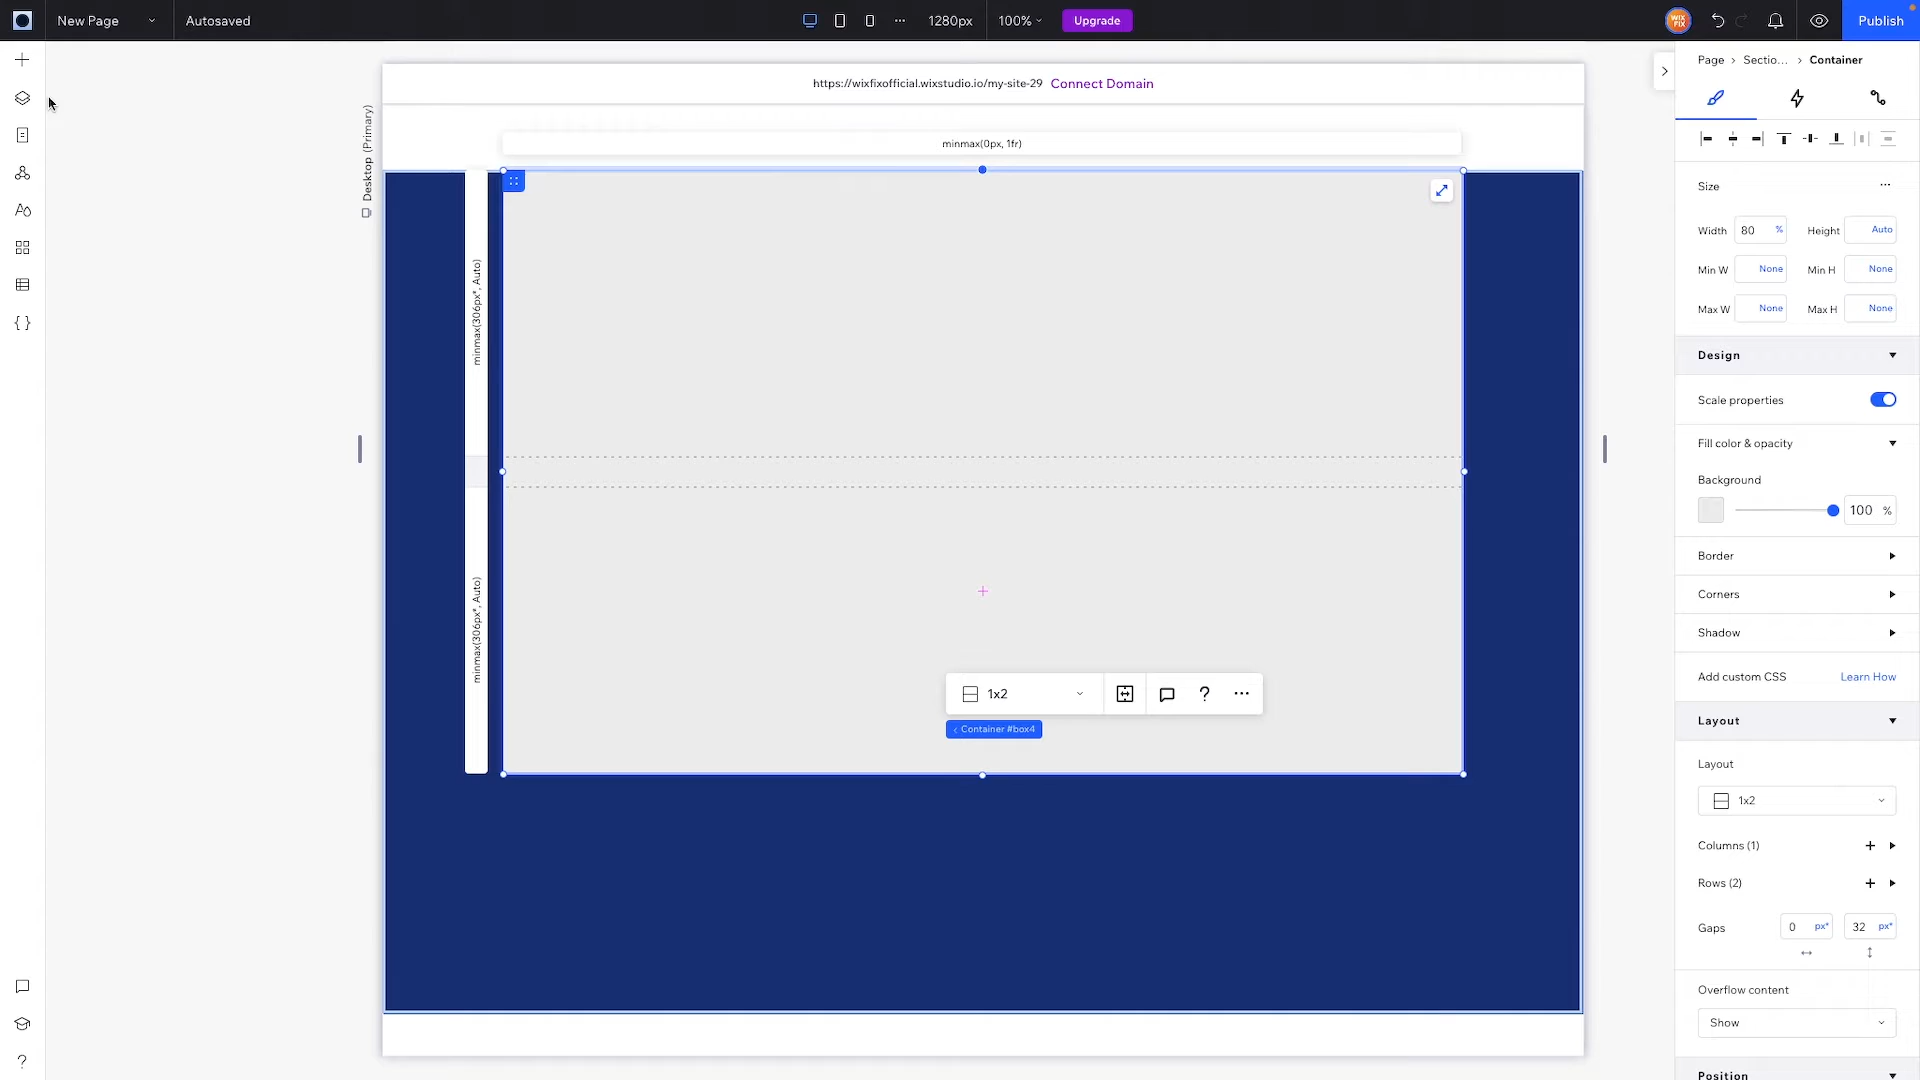 New Page
Autosaved
1280px
100%
Upgrade
WIX FIX
Publish
https://wixfixofficial.wixstudio.io/my-site-29 Connect Domain
Desktop (Primary)
minmax(0px, 1fr)
minmax(306px*, Auto)
minmax(306px*, Auto)
1x2
?
Container #box4
?
Page
Sectio...
Container
Size
Width 80 % Height Auto
Min W None Min H None
Max W None Max H None
Design
Scale properties
Fill color & opacity
Background
100 %
Border
Corners
Shadow
Add custom CSS Learn How
Layout
Layout
1x2
Columns (1)
Rows (2)
Gaps 0 px* 32 px*
Overflow content
Show
Position